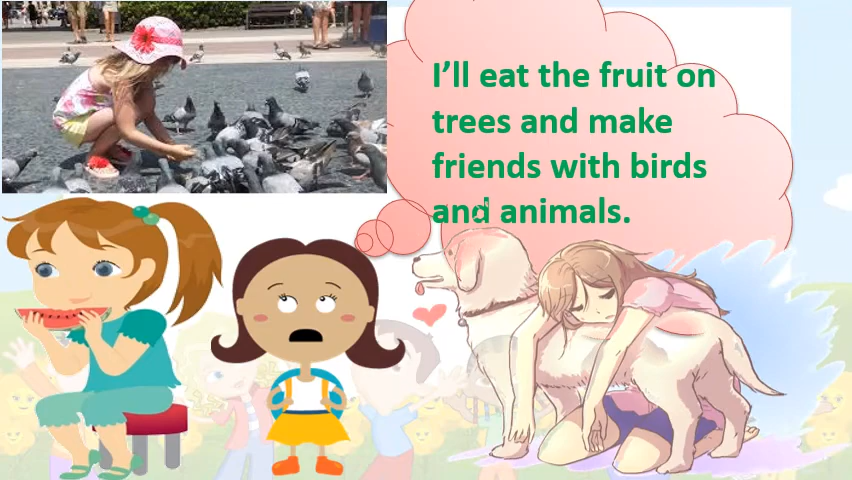 I’ll eat the fruit on
trees and make
friends with birds
and animals.